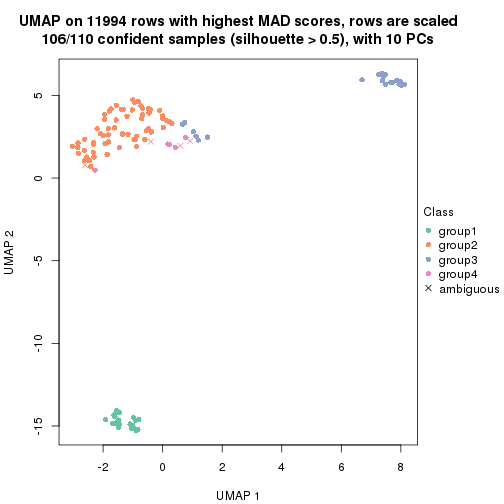 UMAP on 11994 rows with highest MAD scores, rows are scaled
106/110 confident samples (silhouette > 0.5), with 10 PCs
5
0
-5
-10
-15
UMAP 2
-2
0
2
4
6
8
UMAP 1
Class
group1
group2
group3
group4
ambiguous